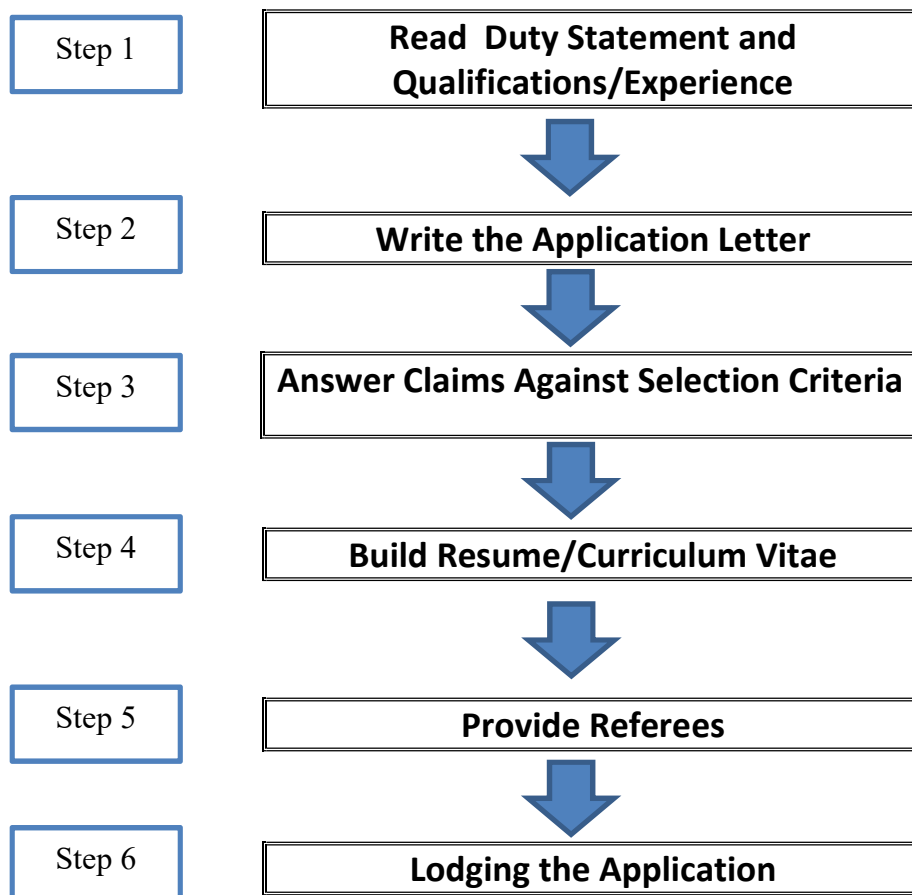 Step 1
Read  Duty Statement and
Qualifications/Experience
Step 2
Write the Application Letter
Step 3
Answer Claims Against Selection Criteria
Step 4
Build Resume/Curriculum Vitae
Step 5
Provide Referees
Step 6
Lodging the Application